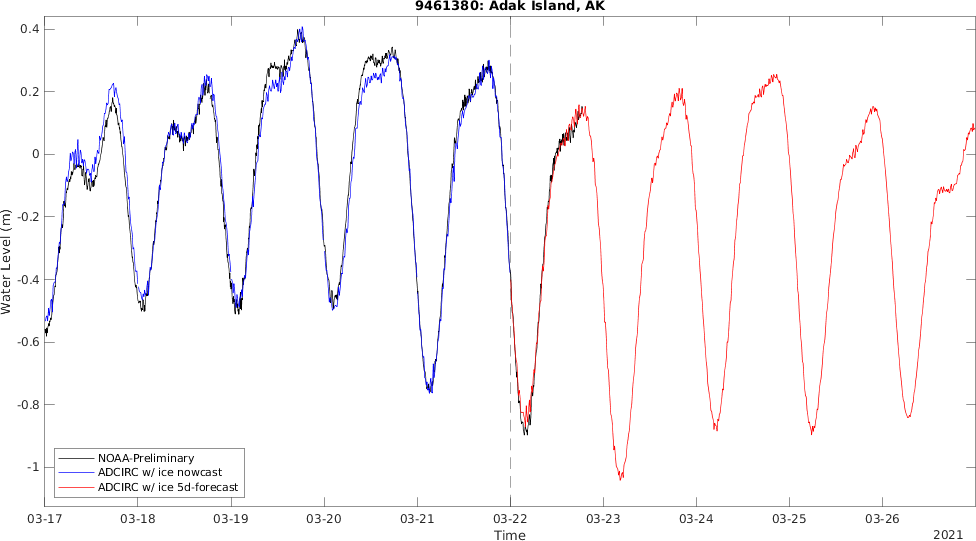 9461380: Adak Island, AK
0.4
0.2
0
-0.2
-0.4
-0.6
-0.8
-1
Water Level (m)
NOAA-Preliminary
ADCIRC w/ ice nowcast
ADCIRC w/ ice 5d-forecast
03-17 03-18 03-19 03-20 03-21 03-22 03-23 03-24 03-25 03-26
Time
2021